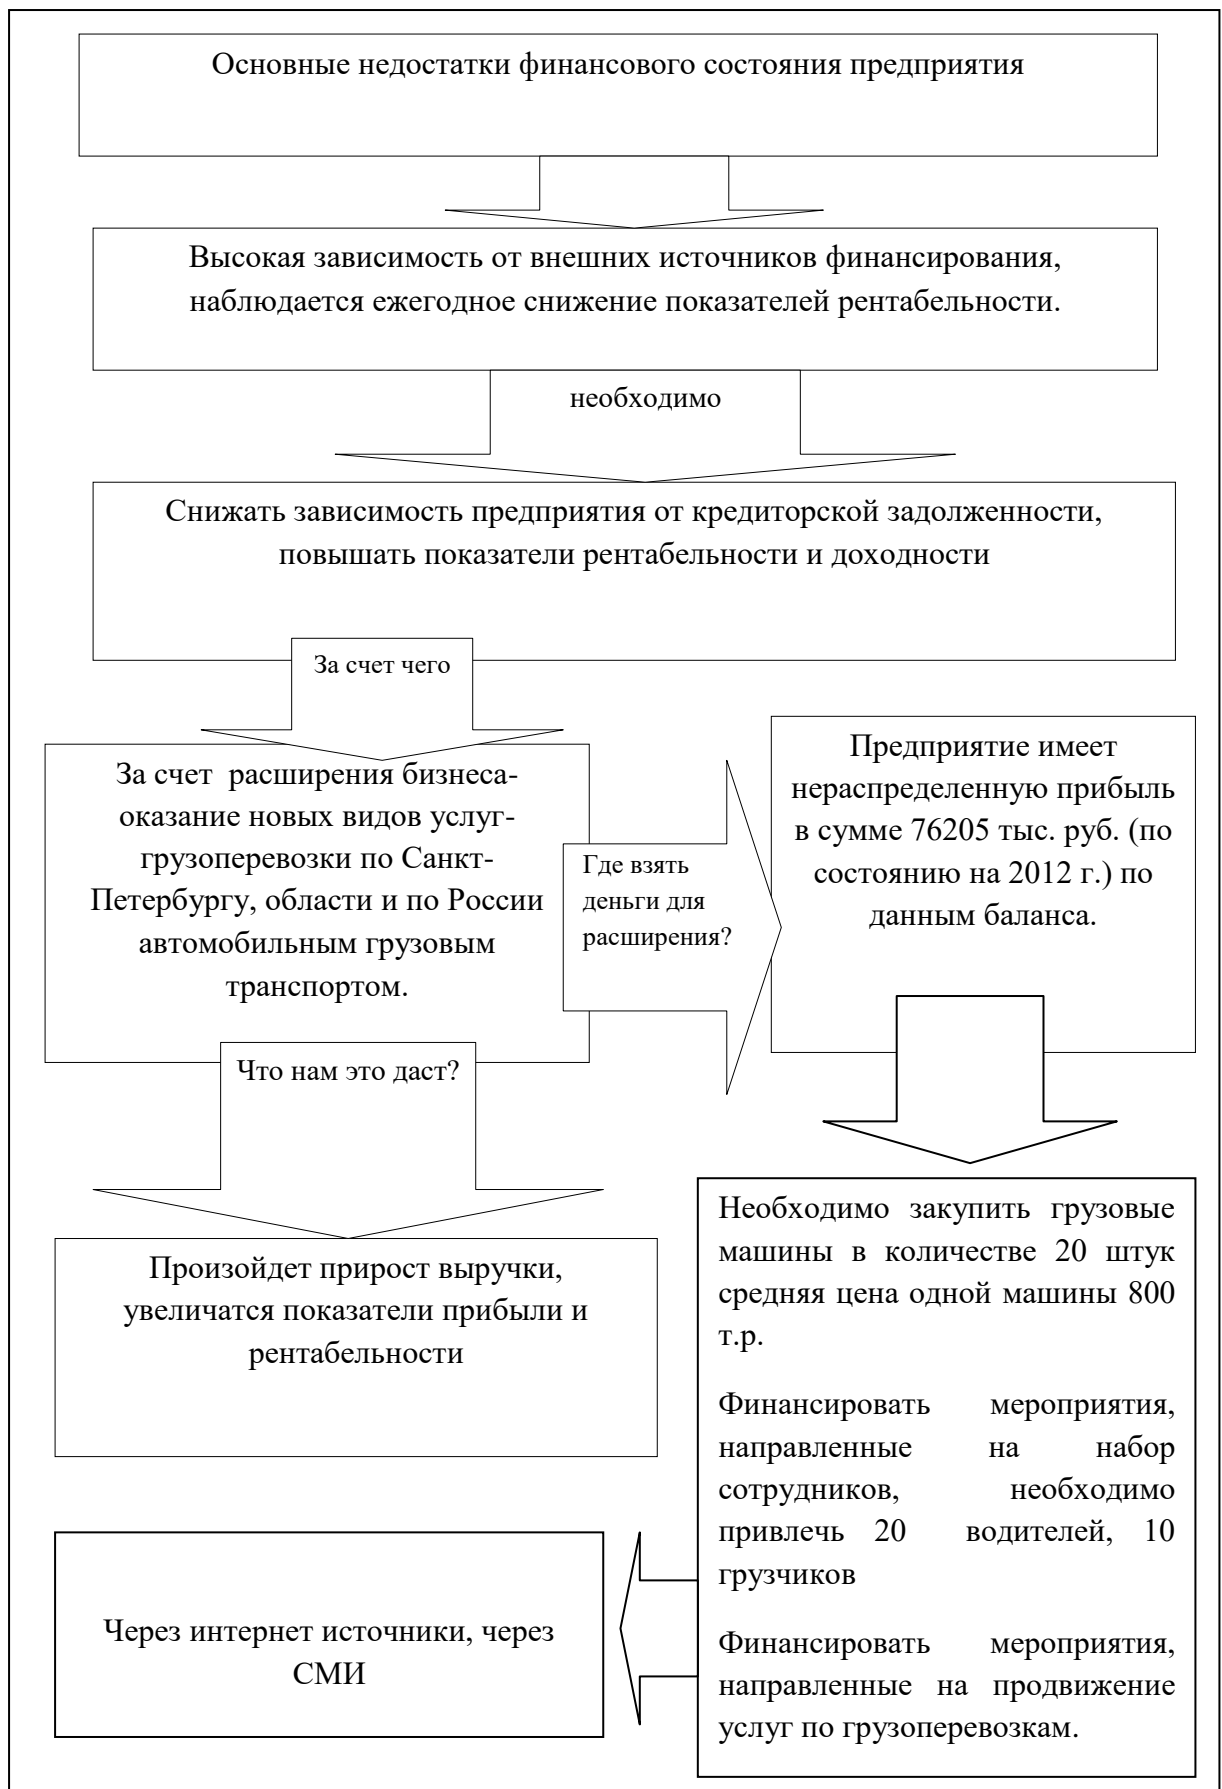 Основные недостатки финансового состояния предприятия
Высокая зависимость от внешних источников финансирования,
наблюдается ежегодное снижение показателей рентабельности.
необходимо
Снижать зависимость предприятия от кредиторской задолженности,
повышать показатели рентабельности и доходности
За счет чего
За счет расширения бизнеса-
оказание новых видов услуг-
грузоперевозки по Санкт-
Петербургу, области и по России
автомобильным грузовым
транспортом.
Где взять
деньги для
расширения?
Предприятие имеет
нераспределенную прибыль
в сумме 76205 тыс. руб. (по
состоянию на 2012 г.) по
данным баланса.
Что нам это даст?
Произойдет прирост выручки,
увеличатся показатели прибыли и
рентабельности
Необходимо закупить грузовые
машины в количестве 20 штук
средняя цена одной машины 800
т.р.
Финансировать мероприятия,
направленные на набор
сотрудников, необходимо
привлечь 20 водителей, 10
грузчиков
Финансировать мероприятия,
направленные на продвижение
услуг по грузоперевозкам.
Через интернет источники, через
СМИ